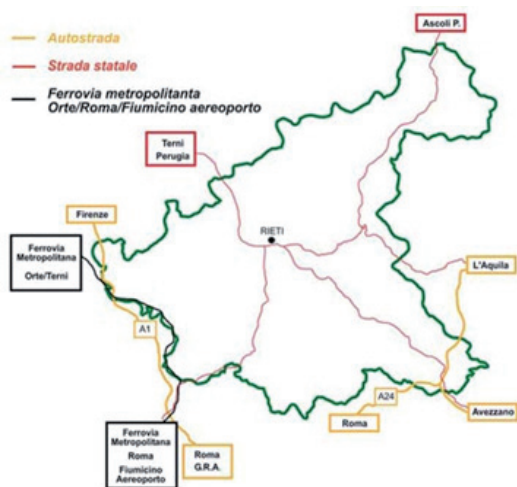 Autostrada
Strada statale
Ferrovia metropolitanta
Orte/Roma/Fiumicino aereoporto
Ascoli P.
Terni
Perugia
Firenze
RIETI
Ferrovia
Metropolitana
Orte/Terni
L'Aquila
A1
A24
Roma
Avezzano
Ferrovia
Metropolitana
Roma
Fiumicino
Aereoporto
Roma
G.R.A.